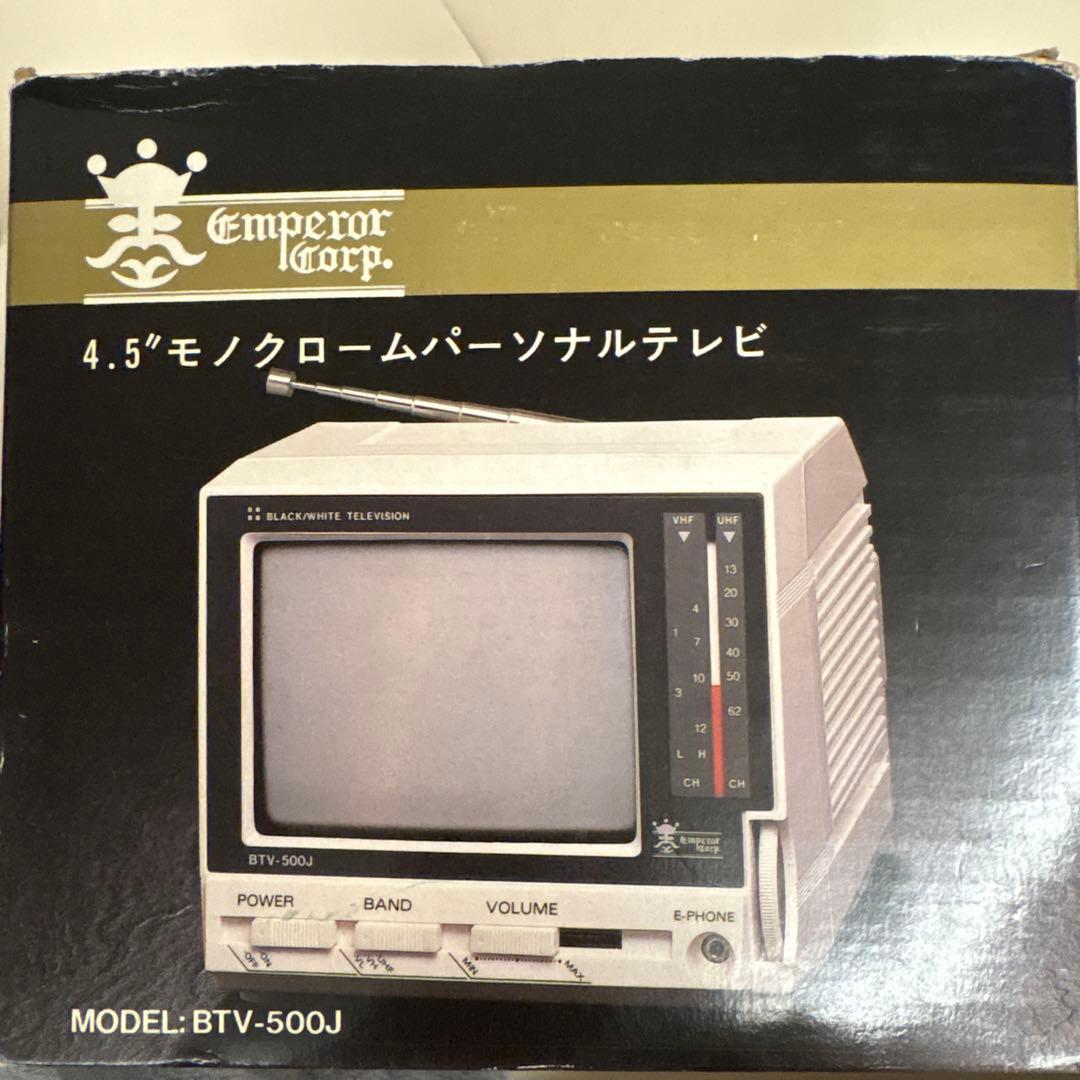 Emperor
Corp.
4.5″モノクロームパーソナルテレビ
BLACK/WHITE TELEVISION
VHF UHF
13
20
4
30
1
7
40
10 50
3
62
12
L H
CH CH
Emperor
Corp.
BTV-500J
POWER BAND VOLUME E-PHONE
OFF ON VL VH UHF MIN MAX
MODEL: BTV-500J